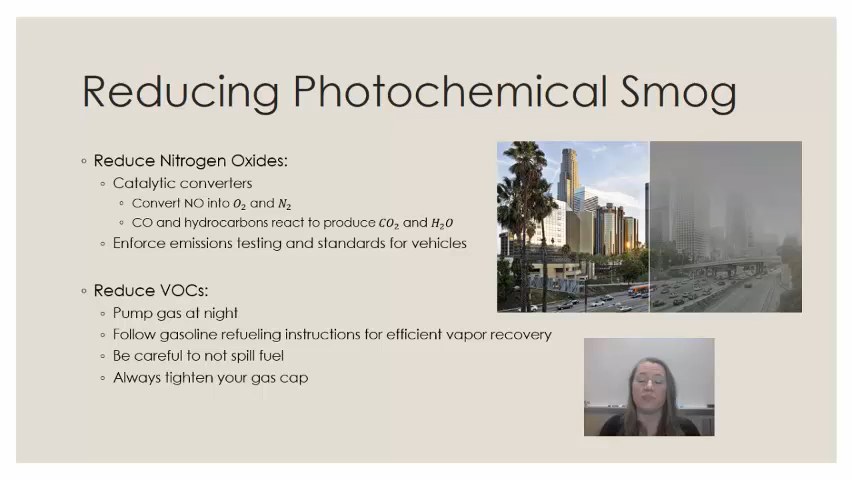 Reducing Photochemical Smog
◦ Reduce Nitrogen Oxides:
◦ Catalytic converters
◦ Convert NO into O₂ and N₂
◦ CO and hydrocarbons react to produce CO₂ and H₂O
◦ Enforce emissions testing and standards for vehicles
◦ Reduce VOCs:
◦ Pump gas at night
◦ Follow gasoline refueling instructions for efficient vapor recovery
◦ Be careful to not spill fuel
◦ Always tighten your gas cap